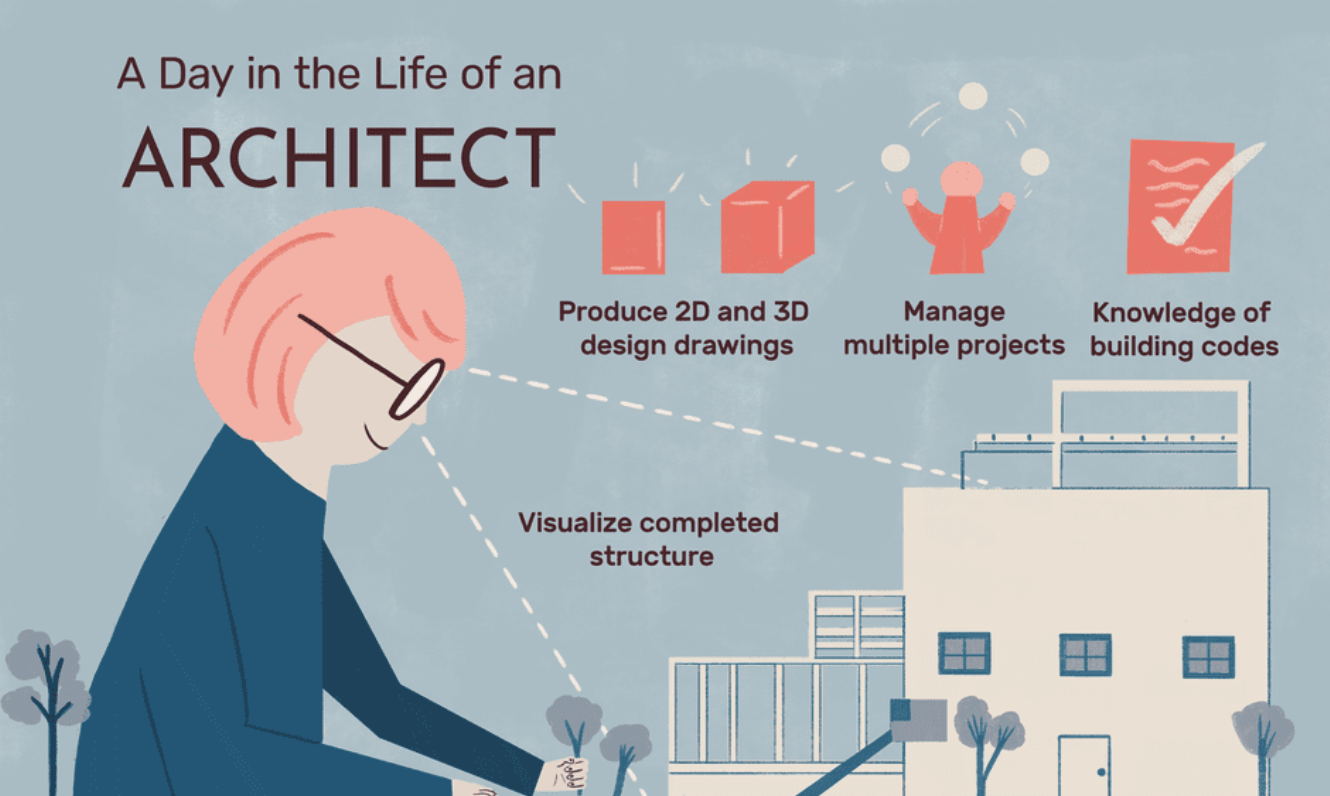 A Day in the Life of an
ARCHITECT
Produce 2D and 3D
design drawings
Manage
multiple projects
Knowledge of
building codes
Visualize completed
structure